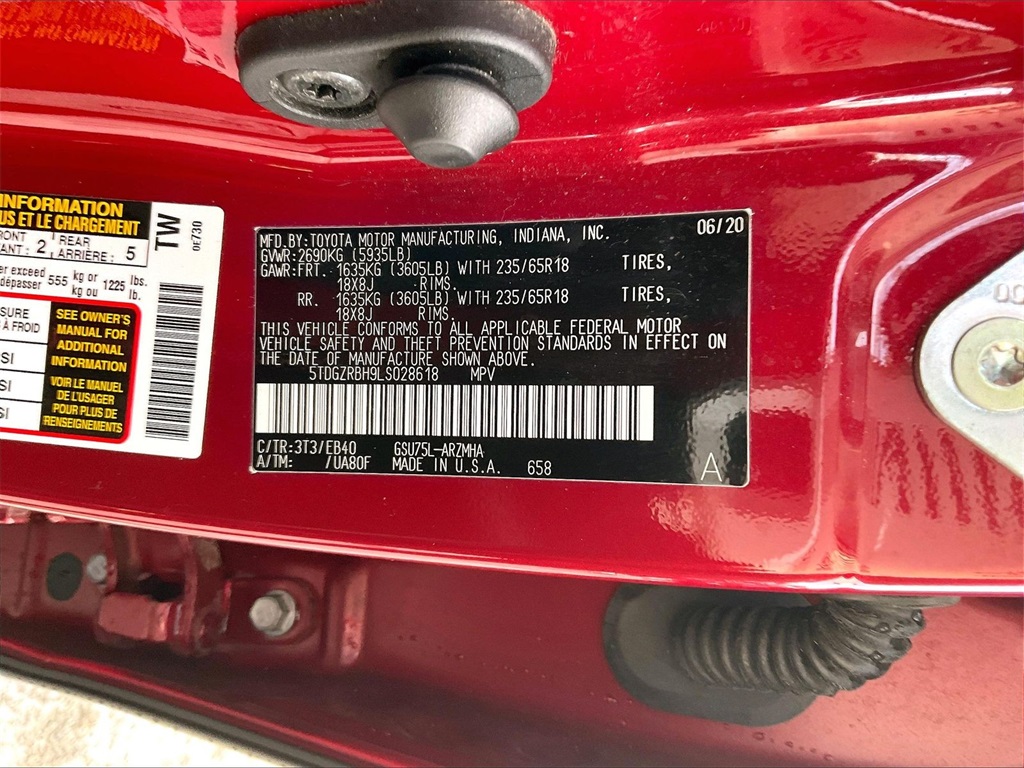 INFORMATION
US ET LE CHARGEMENT
FRONT
ANT : 2
REAR
ARRIÈRE : 5
er exceed
dépasser 555 kg or
kg ou 1225 lbs.
lb.
SURE
S À FROID
SI
SI
SI
SEE OWNER'S
MANUAL FOR
ADDITIONAL
INFORMATION
VOIR LE MANUEL
DE L'USAGER
POUR PLUS DE
RENSEIGNEMENTS
TW
0E730
06/20
MFD.BY:TOYOTA MOTOR MANUFACTURING, INDIANA, INC.
GVWR:2690KG (5935LB)
GAWR:FRT. 1635KG (3605LB) WITH 235/65R18 TIRES,
18X8J RIMS.
RR. 1635KG (3605LB) WITH 235/65R18 TIRES,
18X8J RIMS.
THIS VEHICLE CONFORMS TO ALL APPLICABLE FEDERAL MOTOR
VEHICLE SAFETY AND THEFT PREVENTION STANDARDS IN EFFECT ON
THE DATE OF MANUFACTURE SHOWN ABOVE.
5TDGZRBH9LS028618 MPV
C/TR:3T3/EB40 GSU75L-ARZMHA
A/TM: /UA80F MADE IN U.S.A. 658
A